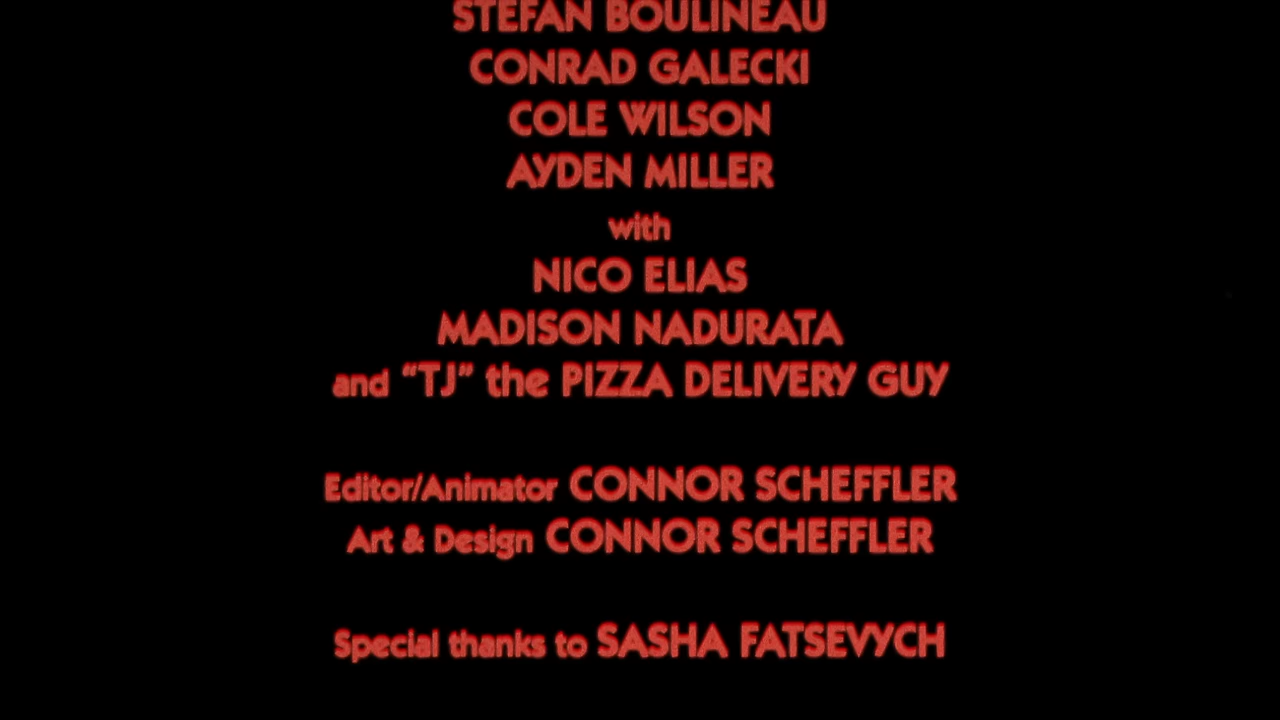 STEFAN BOULINEAU
CONRAD GALECKI
COLE WILSON
AYDEN MILLER
with
NICO ELIAS
MADISON NADURATA
and “TJ” the PIZZA DELIVERY GUY
Editor/Animator CONNOR SCHEFFLER
Art & Design CONNOR SCHEFFLER
Special thanks to SASHA FATSEVYCH